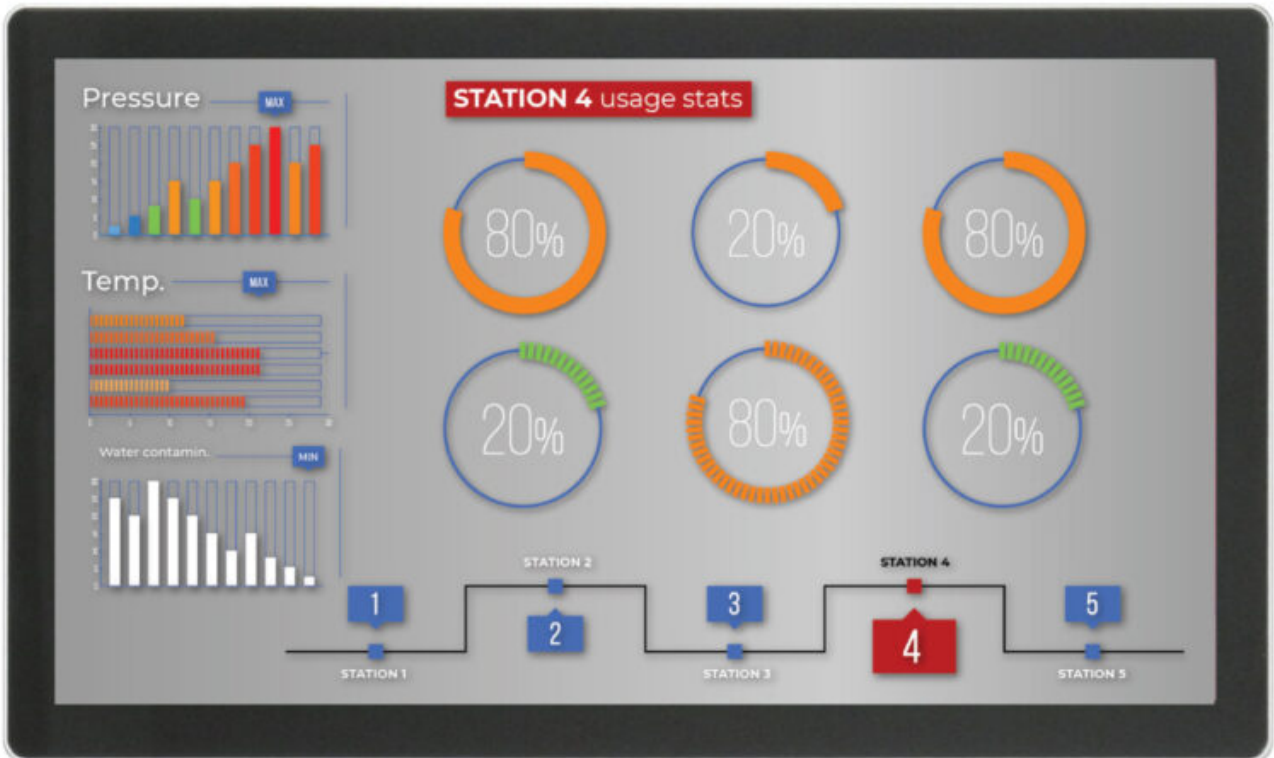 Pressure
MAX
STATION 4 usage stats
80%
20%
80%
Temp.
MAX
20%
80%
20%
Water contamin.
MIN
STATION 2
STATION 4
1
3
5
2
4
STATION 1
STATION 3
STATION 5